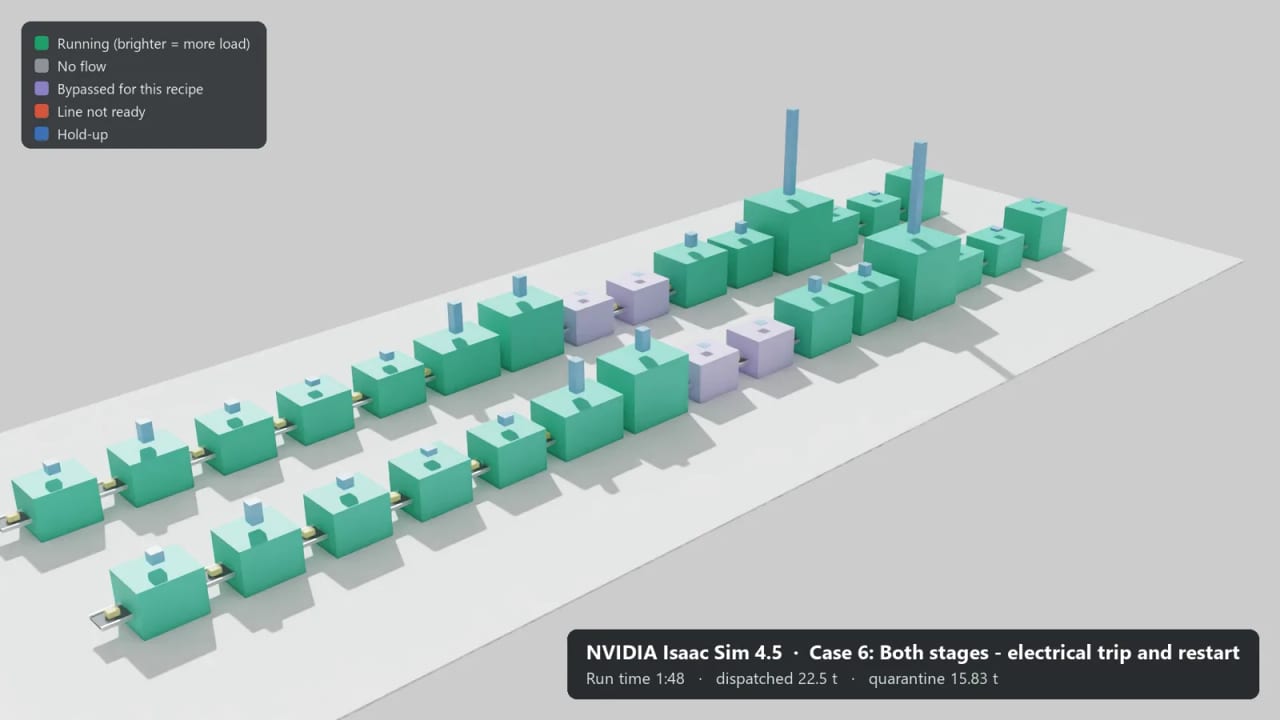 Running (brighter = more load)
No flow
Bypassed for this recipe
Line not ready
Hold-up
NVIDIA Isaac Sim 4.5 · Case 6: Both stages - electrical trip and restart
Run time 1:48 · dispatched 22.5 t · quarantine 15.83 t